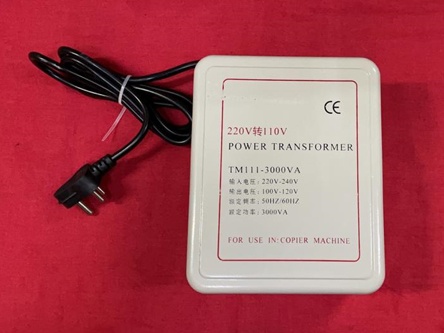 CE
220V转110V
POWER TRANSFORMER
TM111-3000VA
输入电压: 220V-240V
输出电压: 100V-120V
额定频率: 50HZ/60HZ
额定功率: 3000VA
FOR USE IN:COPIER MACHINE